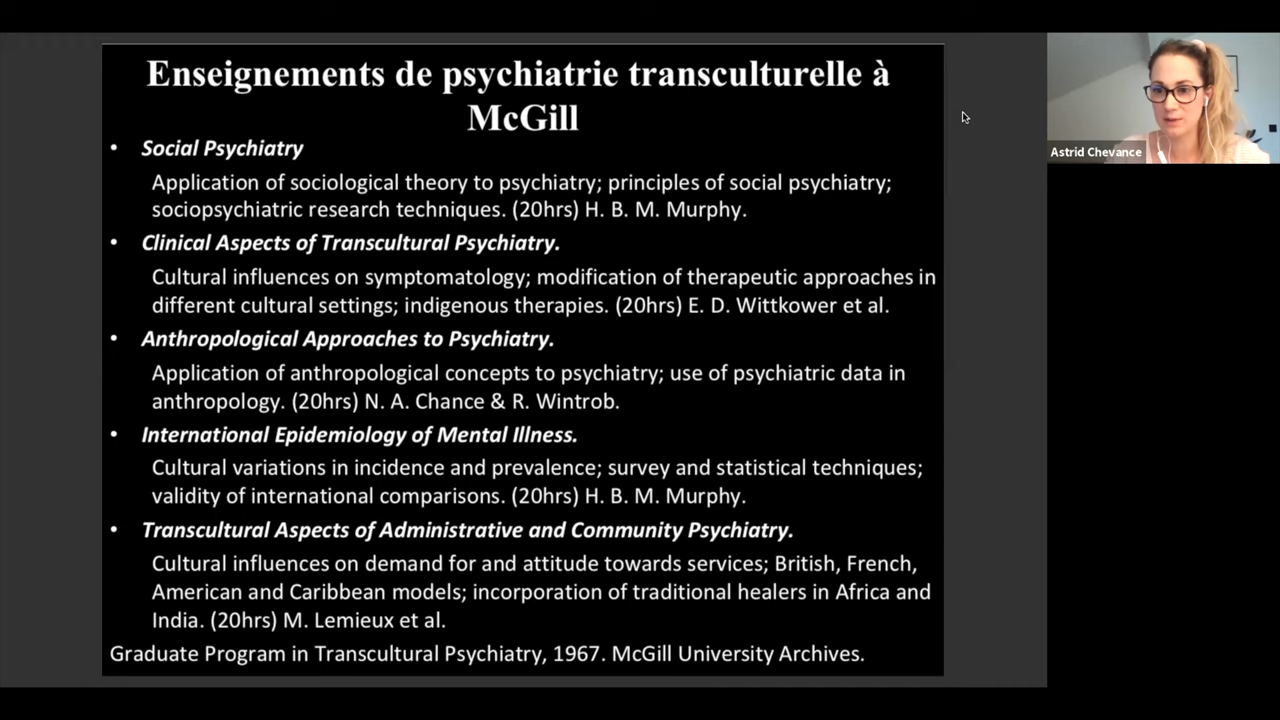 Enseignements de psychiatrie transculturelle à
McGill
• Social Psychiatry
Application of sociological theory to psychiatry; principles of social psychiatry;
sociopsychiatric research techniques. (20hrs) H. B. M. Murphy.
• Clinical Aspects of Transcultural Psychiatry.
Cultural influences on symptomatology; modification of therapeutic approaches in
different cultural settings; indigenous therapies. (20hrs) E. D. Wittkower et al.
• Anthropological Approaches to Psychiatry.
Application of anthropological concepts to psychiatry; use of psychiatric data in
anthropology. (20hrs) N. A. Chance & R. Wintrob.
• International Epidemiology of Mental Illness.
Cultural variations in incidence and prevalence; survey and statistical techniques;
validity of international comparisons. (20hrs) H. B. M. Murphy.
• Transcultural Aspects of Administrative and Community Psychiatry.
Cultural influences on demand for and attitude towards services; British, French,
American and Caribbean models; incorporation of traditional healers in Africa and
India. (20hrs) M. Lemieux et al.
Graduate Program in Transcultural Psychiatry, 1967. McGill University Archives.
Astrid Chevance